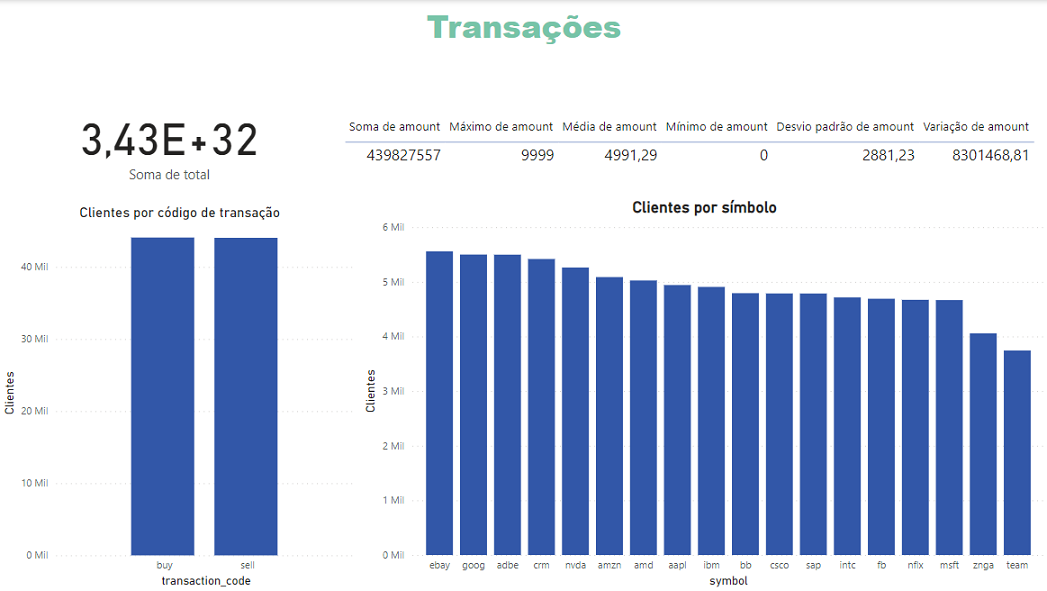 Transações
3,43E+32
Soma de total
Soma de amount Máximo de amount Média de amount Mínimo de amount Desvio padrão de amount Variação de amount
439827557 9999 4991,29 0 2881,23 8301468,81
Clientes por código de transação
Clientes
40 Mil
30 Mil
20 Mil
10 Mil
0 Mil
buy sell
transaction_code
Clientes por símbolo
Clientes
6 Mil
5 Mil
4 Mil
3 Mil
2 Mil
1 Mil
0 Mil
ebay goog adbe crm nvda amzn amd aapl ibm bb csco sap intc fb nflx msft znga team
symbol